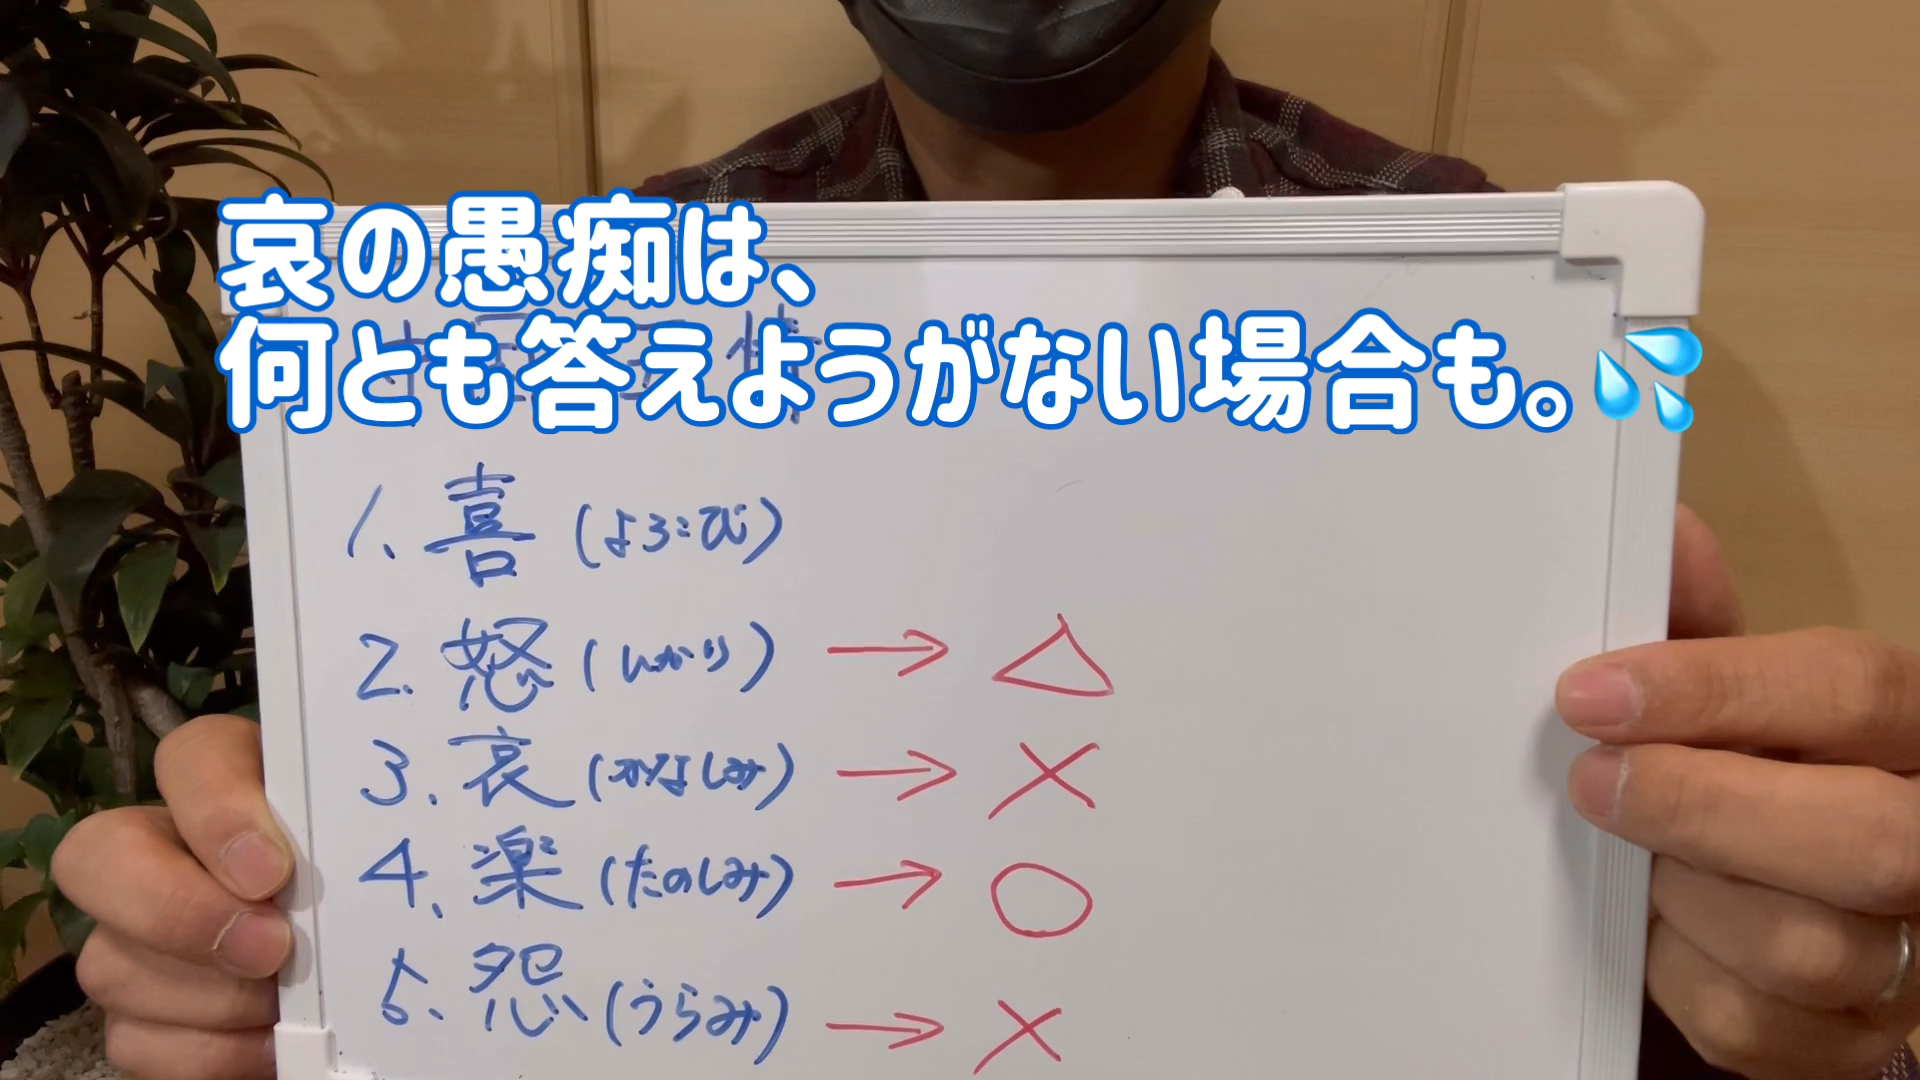 哀の愚痴は、
何とも答えようがない場合も。💦
1. 喜 (よろこび)
2. 怒 (いかり) → △
3. 哀 (かなしみ) → ×
4. 楽 (たのしみ) → ○
5. 怨 (うらみ) → ×